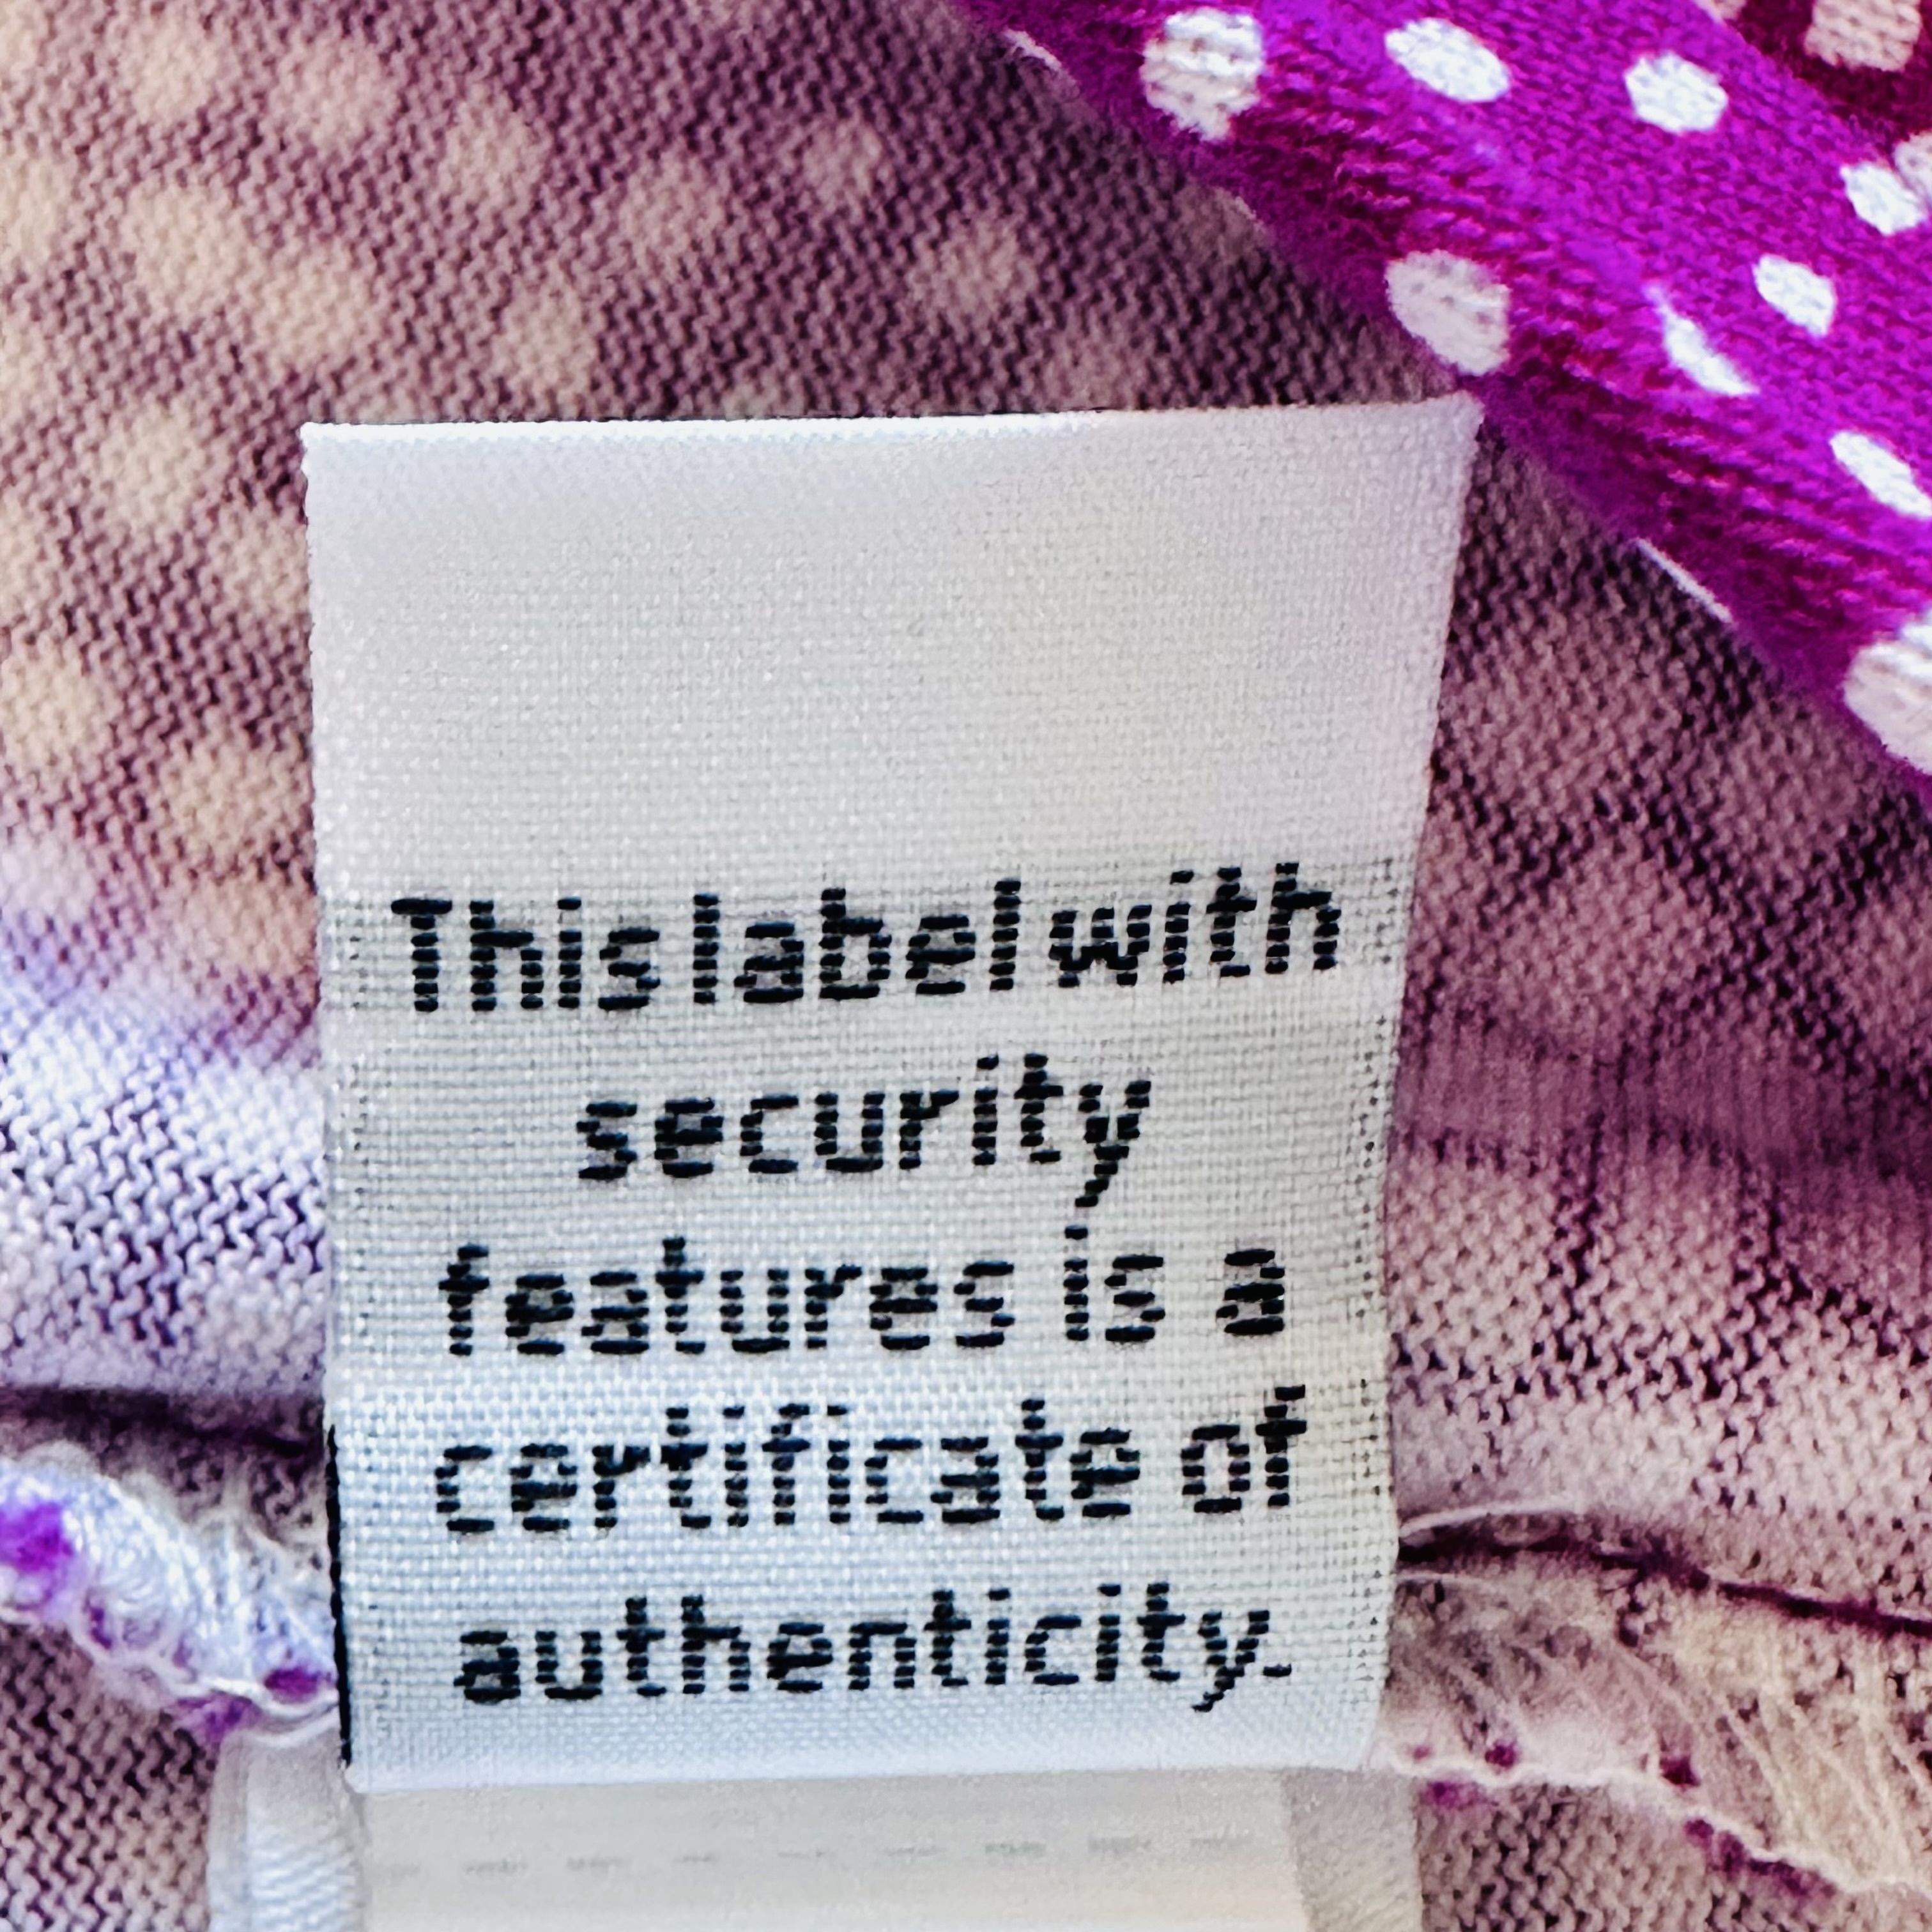 This label with
security
features is a
certificate of
authenticity.